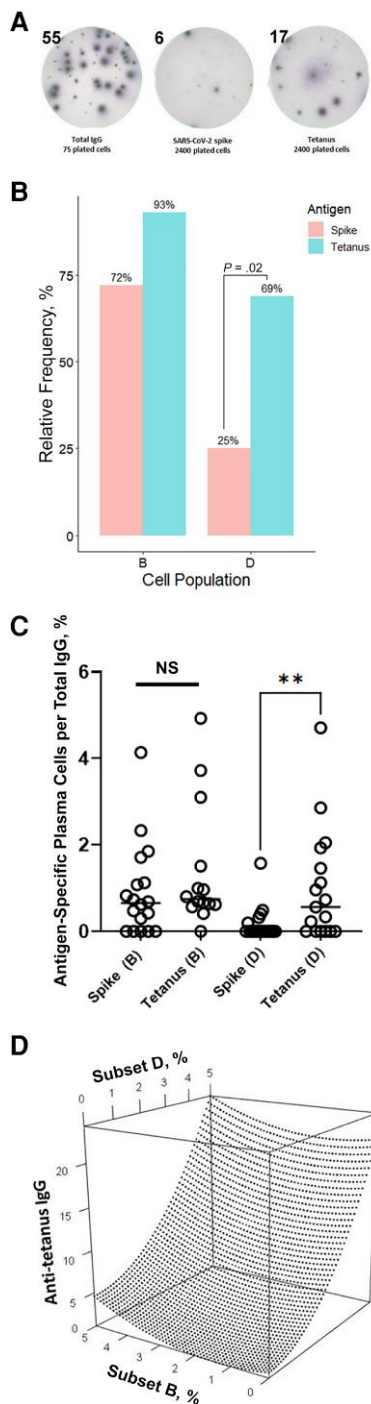 A
55
6
17
Total IgG
75 plated cells
SARS-CoV-2 spike
2400 plated cells
Tetanus
2400 plated cells
B
93%
72%
P = .02
69%
25%
Antigen
Spike
Tetanus
75
50
25
0
Relative Frequency, %
B
D
Cell Population
C
NS
**
6
4
2
0
Antigen-Specific Plasma Cells per Total IgG, %
Spike (B)
Tetanus (B)
Spike (D)
Tetanus (D)
D
Subset D, %
0
1
2
3
4
5
Anti-tetanus IgG
20
15
10
5
0
5
4
3
2
1
0
Subset B, %